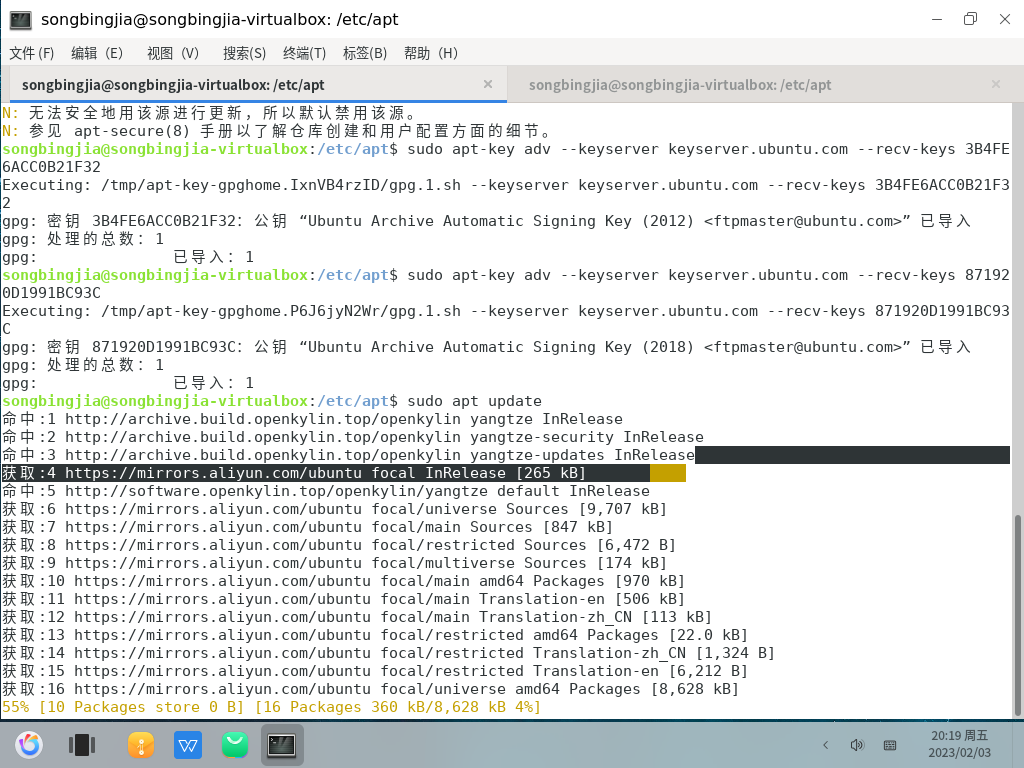 songbingjia@songbingjia-virtualbox: /etc/apt
文件 (F) 编辑（E） 视图（V） 搜索(S) 终端(T) 标签(B) 帮助（H）
songbingjia@songbingjia-virtualbox: /etc/apt × songbingjia@songbingjia-virtualbox: /etc/apt ×
N: 无法安全地用该源进行更新，所以默认禁用该源。
N: 参见 apt-secure(8) 手册以了解仓库创建和用户配置方面的细节。
songbingjia@songbingjia-virtualbox:/etc/apt$ sudo apt-key adv --keyserver keyserver.ubuntu.com --recv-keys 3B4FE
6ACC0B21F32
Executing: /tmp/apt-key-gpghome.IxnVB4rzID/gpg.1.sh --keyserver keyserver.ubuntu.com --recv-keys 3B4FE6ACC0B21F3
2
gpg: 密钥 3B4FE6ACC0B21F32：公钥 “Ubuntu Archive Automatic Signing Key (2012) <ftpmaster@ubuntu.com>” 已导入
gpg: 处理的总数：1
gpg: 已导入：1
songbingjia@songbingjia-virtualbox:/etc/apt$ sudo apt-key adv --keyserver keyserver.ubuntu.com --recv-keys 87192
0D1991BC93C
Executing: /tmp/apt-key-gpghome.P6J6jyN2Wr/gpg.1.sh --keyserver keyserver.ubuntu.com --recv-keys 871920D1991BC93
C
gpg: 密钥 871920D1991BC93C：公钥 “Ubuntu Archive Automatic Signing Key (2018) <ftpmaster@ubuntu.com>” 已导入
gpg: 处理的总数：1
gpg: 已导入：1
songbingjia@songbingjia-virtualbox:/etc/apt$ sudo apt update
命中:1 http://archive.build.openkylin.top/openkylin yangtze InRelease
命中:2 http://archive.build.openkylin.top/openkylin yangtze-security InRelease
命中:3 http://archive.build.openkylin.top/openkylin yangtze-updates InRelease
获取:4 https://mirrors.aliyun.com/ubuntu focal InRelease [265 kB]
命中:5 http://software.openkylin.top/openkylin/yangtze default InRelease
获取:6 https://mirrors.aliyun.com/ubuntu focal/universe Sources [9,707 kB]
获取:7 https://mirrors.aliyun.com/ubuntu focal/main Sources [847 kB]
获取:8 https://mirrors.aliyun.com/ubuntu focal/restricted Sources [6,472 B]
获取:9 https://mirrors.aliyun.com/ubuntu focal/multiverse Sources [174 kB]
获取:10 https://mirrors.aliyun.com/ubuntu focal/main amd64 Packages [970 kB]
获取:11 https://mirrors.aliyun.com/ubuntu focal/main Translation-en [506 kB]
获取:12 https://mirrors.aliyun.com/ubuntu focal/main Translation-zh_CN [113 kB]
获取:13 https://mirrors.aliyun.com/ubuntu focal/restricted amd64 Packages [22.0 kB]
获取:14 https://mirrors.aliyun.com/ubuntu focal/restricted Translation-zh_CN [1,324 B]
获取:15 https://mirrors.aliyun.com/ubuntu focal/restricted Translation-en [6,212 B]
获取:16 https://mirrors.aliyun.com/ubuntu focal/universe amd64 Packages [8,628 kB]
55% [10 Packages store 0 B] [16 Packages 360 kB/8,628 kB 4%]
20:19 周五
2023/02/03